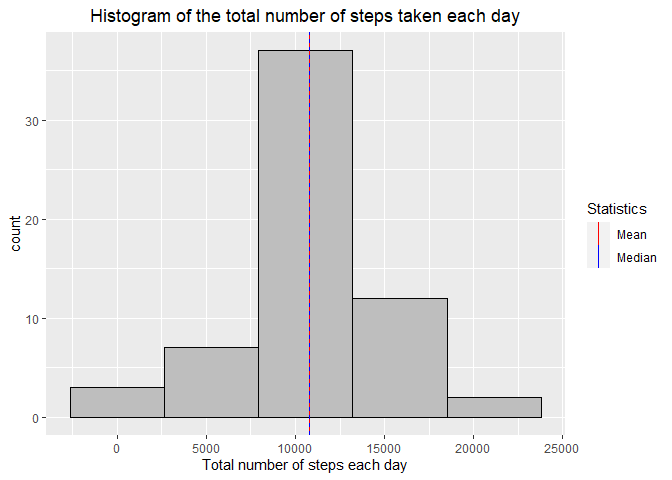 Histogram of the total number of steps taken each day
count
30
20
10
0
0 5000 10000 15000 20000 25000
Total number of steps each day
Statistics
Mean
Median